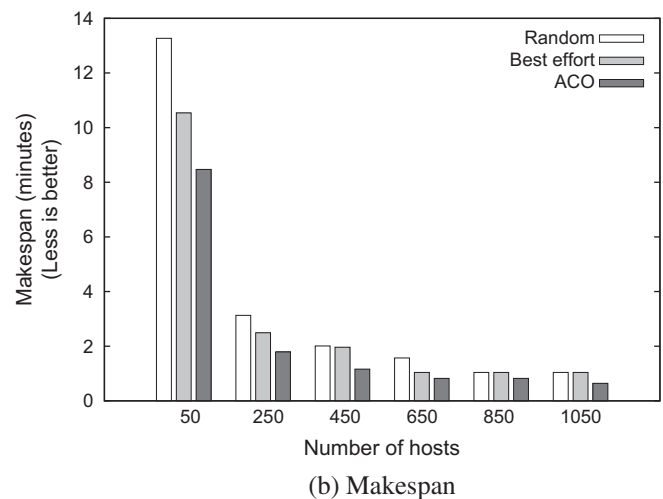 14
12
10
8
6
4
2
0
Makespan (minutes)
(Less is better)
Random
Best effort
ACO
50 250 450 650 850 1050
Number of hosts
(b) Makespan